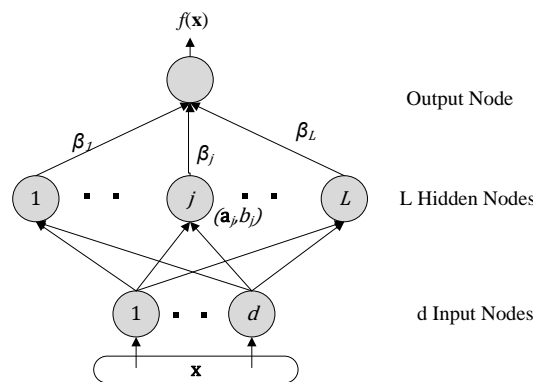 f(x)
Output Node
β1
βj
βL
1
j
L
L Hidden Nodes
(aj,bj)
1
d
d Input Nodes
x